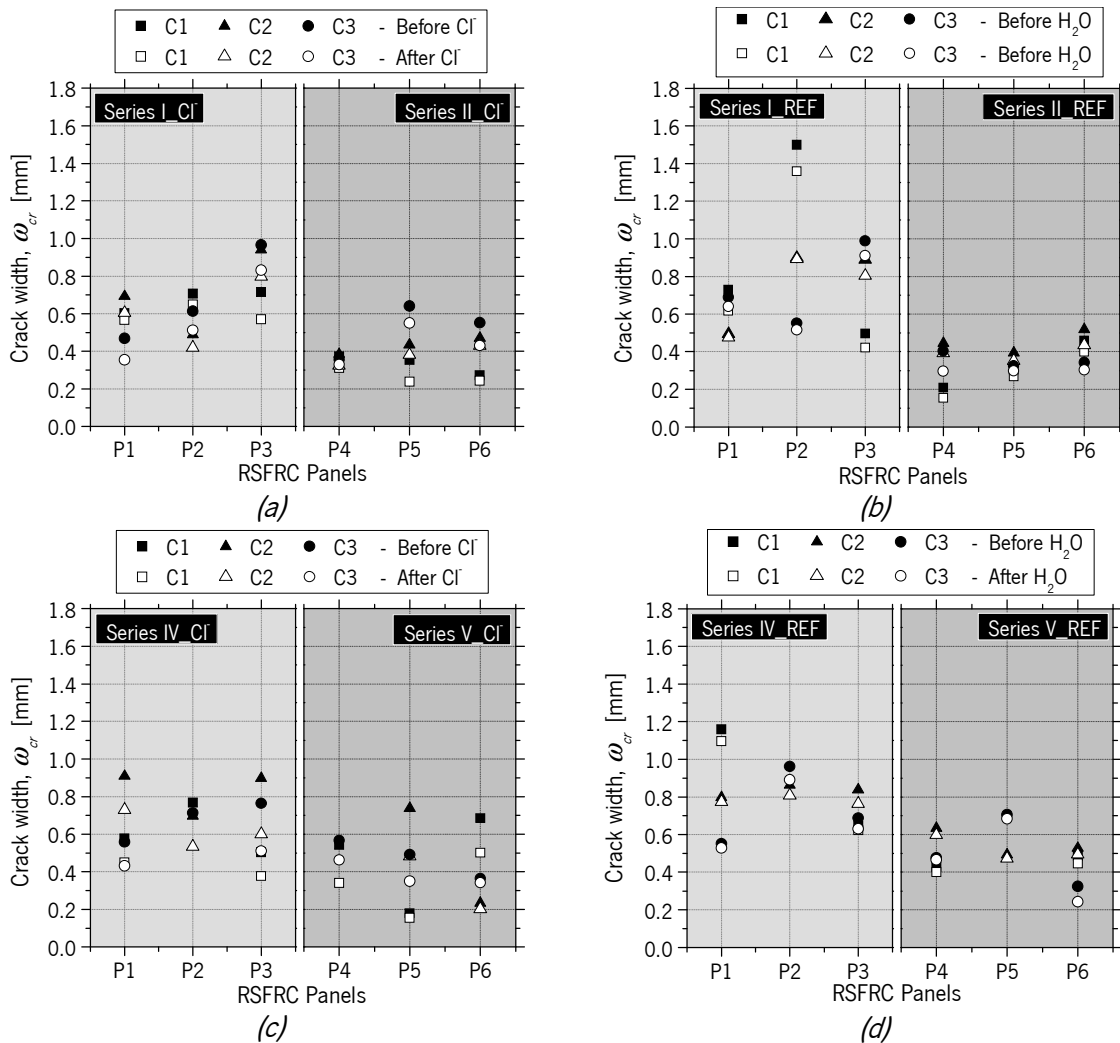 C1 C2 C3 - Before Cl⁻
C1 C2 C3 - After Cl⁻
Series I_Cl⁻
Series II_Cl⁻
1.8
1.6
1.4
1.2
1.0
0.8
0.6
0.4
0.2
0.0
Crack width, ω_cr [mm]
P1 P2 P3 P4 P5 P6
RSFRC Panels
(a)
C1 C2 C3 - Before H₂O
C1 C2 C3 - Before H₂O
Series I_REF
Series II_REF
1.8
1.6
1.4
1.2
1.0
0.8
0.6
0.4
0.2
0.0
Crack width, ω_cr [mm]
P1 P2 P3 P4 P5 P6
RSFRC Panels
(b)
C1 C2 C3 - Before Cl⁻
C1 C2 C3 - After Cl⁻
Series IV_Cl⁻
Series V_Cl⁻
1.8
1.6
1.4
1.2
1.0
0.8
0.6
0.4
0.2
0.0
Crack width, ω_cr [mm]
P1 P2 P3 P4 P5 P6
RSFRC Panels
(c)
C1 C2 C3 - Before H₂O
C1 C2 C3 - After H₂O
Series IV_REF
Series V_REF
1.8
1.6
1.4
1.2
1.0
0.8
0.6
0.4
0.2
0.0
Crack width, ω_cr [mm]
P1 P2 P3 P4 P5 P6
RSFRC Panels
(d)